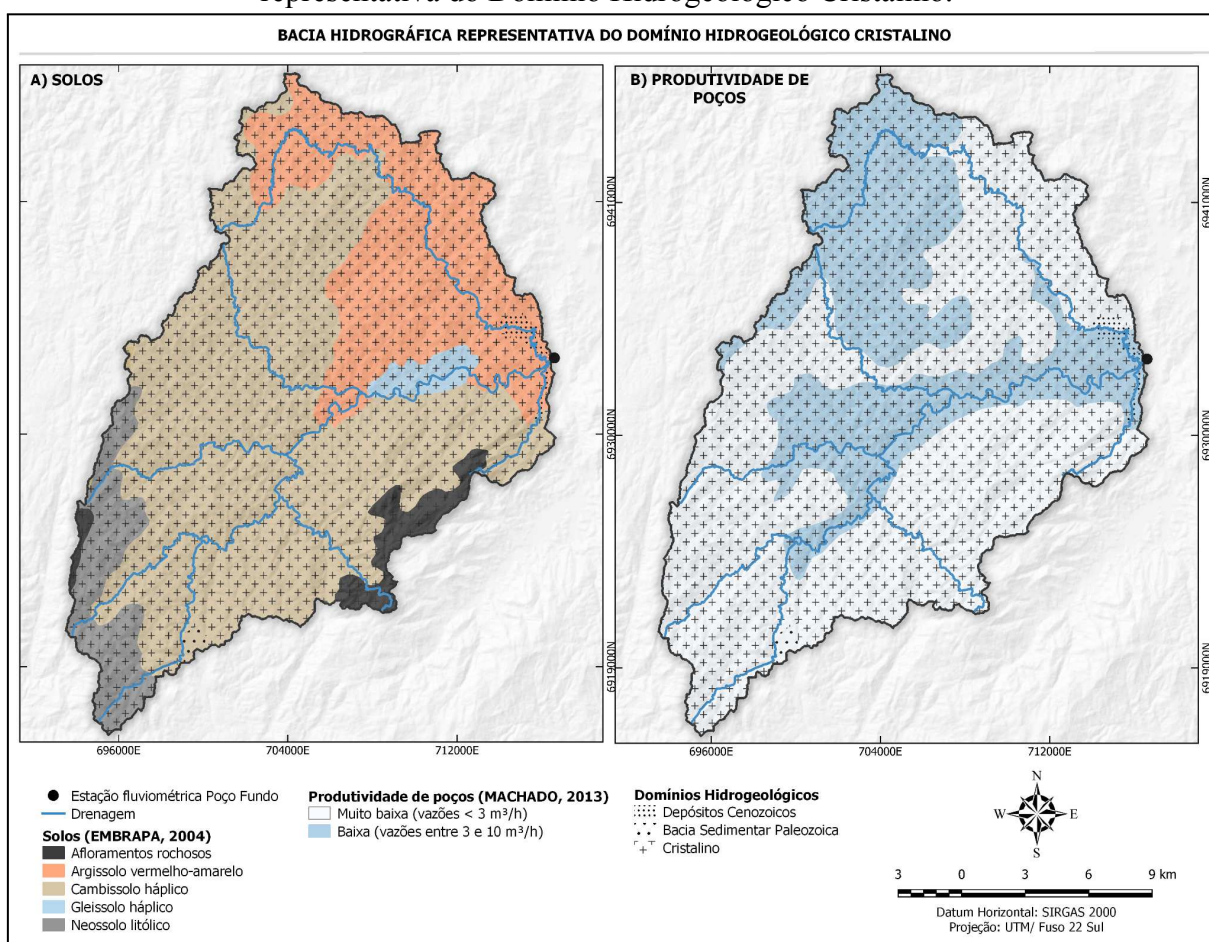 representativa do Domínio Hidrogeológico Cristalino.
BACIA HIDROGRÁFICA REPRESENTATIVA DO DOMÍNIO HIDROGEOLÓGICO CRISTALINO
A) SOLOS
6941000N
6930000N
6919000N
696000E
704000E
712000E
B) PRODUTIVIDADE DE
POÇOS
6941000N
6930000N
6919000N
696000E
704000E
712000E
Estação fluviométrica Poço Fundo
Drenagem
Solos (EMBRAPA, 2004)
Afloramentos rochosos
Argissolo vermelho-amarelo
Cambissolo háplico
Gleissolo háplico
Neossolo litólico
Produtividade de poços (MACHADO, 2013)
Muito baixa (vazões < 3 m³/h)
Baixa (vazões entre 3 e 10 m³/h)
Domínios Hidrogeológicos
Depósitos Cenozoicos
Bacia Sedimentar Paleozoica
Cristalino
N
W
E
S
3 0 3 6 9 km
Datum Horizontal: SIRGAS 2000
Projeção: UTM/ Fuso 22 Sul